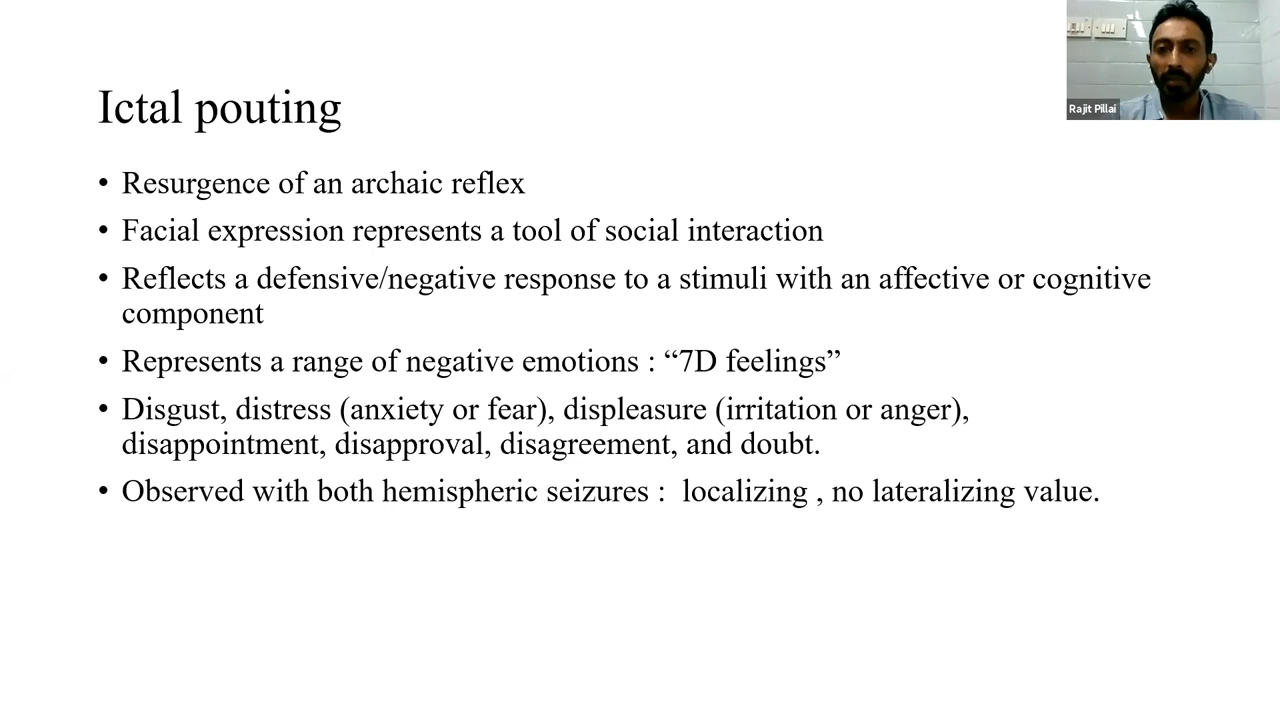 Ictal pouting
Rajit Pillai
• Resurgence of an archaic reflex
• Facial expression represents a tool of social interaction
• Reflects a defensive/negative response to a stimuli with an affective or cognitive
component
• Represents a range of negative emotions : “7D feelings”
• Disgust, distress (anxiety or fear), displeasure (irritation or anger),
disappointment, disapproval, disagreement, and doubt.
• Observed with both hemispheric seizures :  localizing , no lateralizing value.